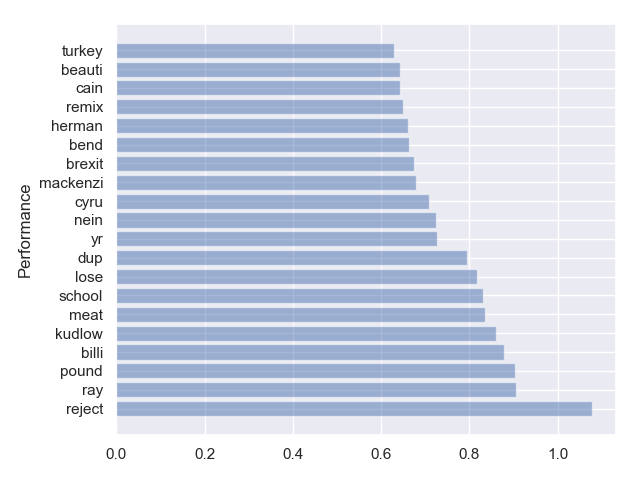 turkey
beauti
cain
remix
herman
bend
brexit
mackenzi
cyru
nein
yr
dup
lose
school
meat
kudlow
billi
pound
ray
reject
Performance
0.0 0.2 0.4 0.6 0.8 1.0